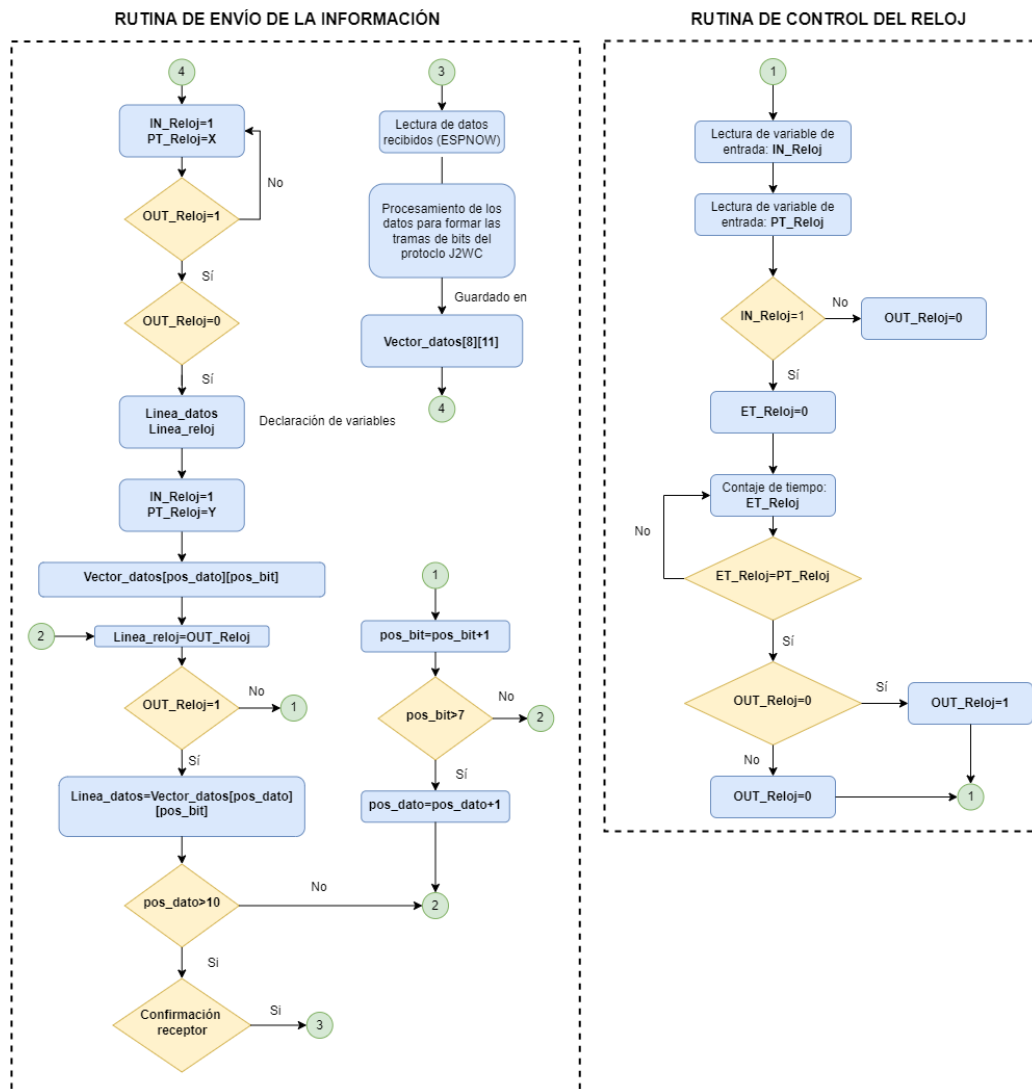 RUTINA DE ENVÍO DE LA INFORMACIÓN
4
IN_Reloj=1
PT_Reloj=X
No
OUT_Reloj=1
Sí
OUT_Reloj=0
Sí
Linea_datos
Linea_reloj
Declaración de variables
IN_Reloj=1
PT_Reloj=Y
Vector_datos[pos_dato][pos_bit]
2
Linea_reloj=OUT_Reloj
OUT_Reloj=1
No
1
Sí
Linea_datos=Vector_datos[pos_dato]
[pos_bit]
pos_dato>10
No
2
Si
Confirmación
receptor
Si
3
3
Lectura de datos
recibidos (ESPNOW)
Procesamiento de los
datos para formar las
tramas de bits del
protoclo J2WC
Guardado en
Vector_datos[8][11]
4
1
pos_bit=pos_bit+1
pos_bit>7
No
2
Sí
pos_dato=pos_dato+1
RUTINA DE CONTROL DEL RELOJ
1
Lectura de variable de
entrada: IN_Reloj
Lectura de variable de
entrada: PT_Reloj
IN_Reloj=1
No
OUT_Reloj=0
Sí
ET_Reloj=0
Contaje de tiempo:
ET_Reloj
No
ET_Reloj=PT_Reloj
Sí
OUT_Reloj=0
Sí
OUT_Reloj=1
No
OUT_Reloj=0
1